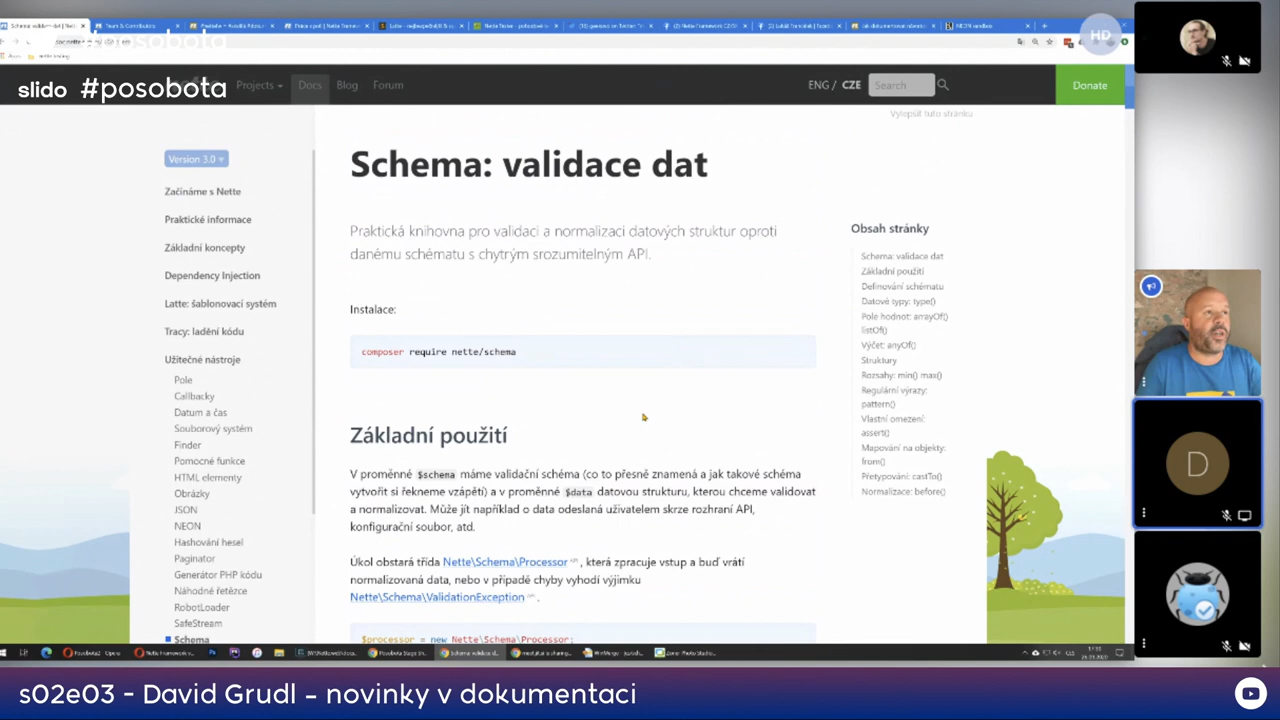 HD
slido #posobota
Projects Docs Blog Forum
ENG / CZE Search Donate
Vylepšit tuto stránku
Version 3.0
Začínáme s Nette
Praktické informace
Základní koncepty
Dependency Injection
Latte: šablonovací systém
Tracy: ladění kódu
Užitečné nástroje
Pole
Callbacky
Datum a čas
Souborový systém
Finder
Pomocné funkce
HTML elementy
Obrázky
JSON
NEON
Hashování hesel
Paginator
Generátor PHP kódu
Náhodné řetězce
RobotLoader
SafeStream
Schema
Schema: validace dat
Praktická knihovna pro validaci a normalizaci datových struktur oproti
danému schématu s chytrým srozumitelným API.
Instalace:
composer require nette/schema
Základní použití
V proměnné $schema máme validační schéma (co to přesně znamená a jak takové schéma
vytvořit si řekneme vzápětí) a v proměnné $data datovou strukturu, kterou chceme validovat
a normalizovat. Může jít například o data odeslaná uživatelem skrze rozhraní API,
konfigurační soubor, atd.
Úkol obstará třída Nette\Schema\Processor, která zpracuje vstup a buď vrátí
normalizovaná data, nebo v případě chyby vyhodí výjimku
Nette\Schema\ValidationException.
$processor = new Nette\Schema\Processor;
Obsah stránky
Schema: validace dat
Základní použití
Definování schématu
Datové typy: type()
Pole hodnot: arrayOf()
listOf()
Výčet: anyOf()
Struktury
Rozsahy: min() max()
Regulární výrazy:
pattern()
Vlastní omezení:
assert()
Mapování na objekty:
from()
Přetypování: castTo()
Normalizace: before()
D
s02e03 - David Grudl – novinky v dokumentaci